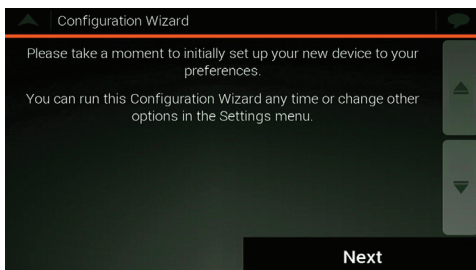 Configuration Wizard
Please take a moment to initially set up your new device to your
preferences.
You can run this Configuration Wizard any time or change other
options in the Settings menu.
Next